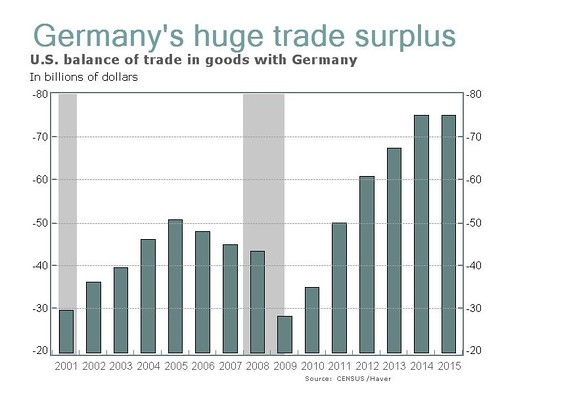 Germany's huge trade surplus
U.S. balance of trade in goods with Germany
In billions of dollars
-80 -80
-70 -70
-60 -60
-50 -50
-40 -40
-30 -30
-20 -20
2001 2002 2003 2004 2005 2006 2007 2008 2009 2010 2011 2012 2013 2014 2015
Source: CENSUS /Haver